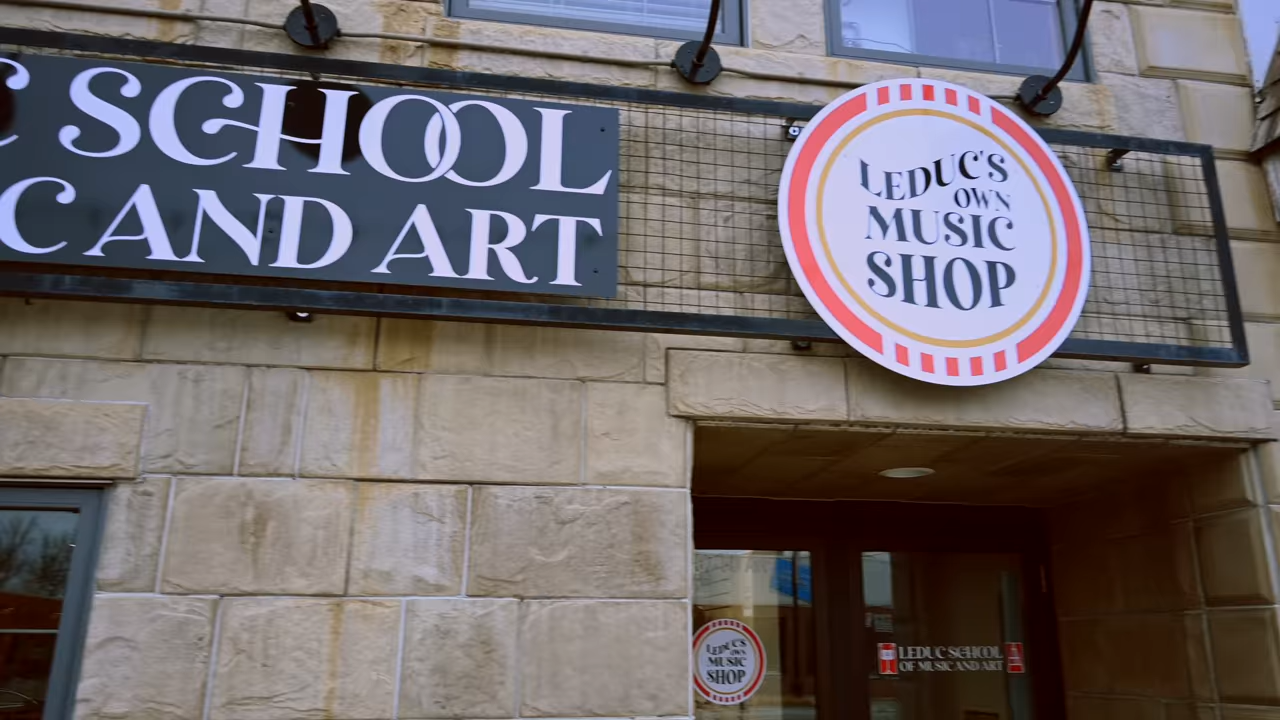 C SCHOOL
C AND ART
LEDUC'S
OWN
MUSIC
SHOP
LEDUC'S
OWN
MUSIC
SHOP
LEDUC SCHOOL
OF MUSIC AND ART